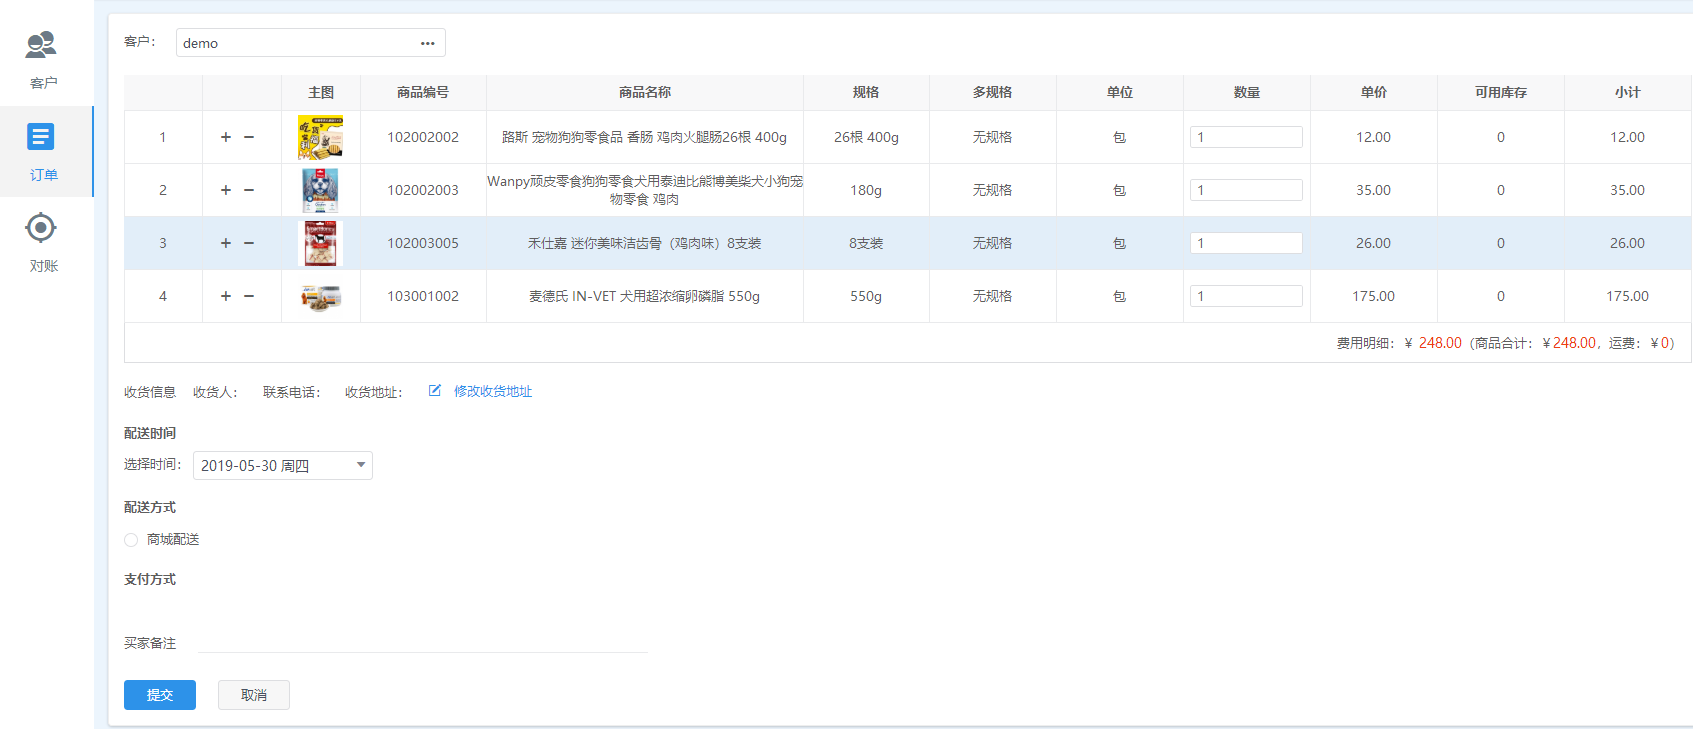 客户
订单
对账
客户： demo ...
主图 商品编号 商品名称 规格 多规格 单位 数量 单价 可用库存 小计
1 + − 102002002 路斯 宠物狗狗零食品 香肠 鸡肉火腿肠26根 400g 26根 400g 无规格 包 1 12.00 0 12.00
2 + − 102002003 Wanpy顽皮零食狗狗零食犬用泰迪比熊博美柴犬小狗宠
物零食 鸡肉 180g 无规格 包 1 35.00 0 35.00
3 + − 102003005 禾仕嘉 迷你美味洁齿骨（鸡肉味）8支装 8支装 无规格 包 1 26.00 0 26.00
4 + − 103001002 麦德氏 IN-VET 犬用超浓缩卵磷脂 550g 550g 无规格 包 1 175.00 0 175.00
费用明细：￥ 248.00（商品合计：￥248.00，运费：￥0）
收货信息 收货人： 联系电话： 收货地址： 修改收货地址
配送时间
选择时间： 2019-05-30 周四
配送方式
商城配送
支付方式
买家备注
提交 取消